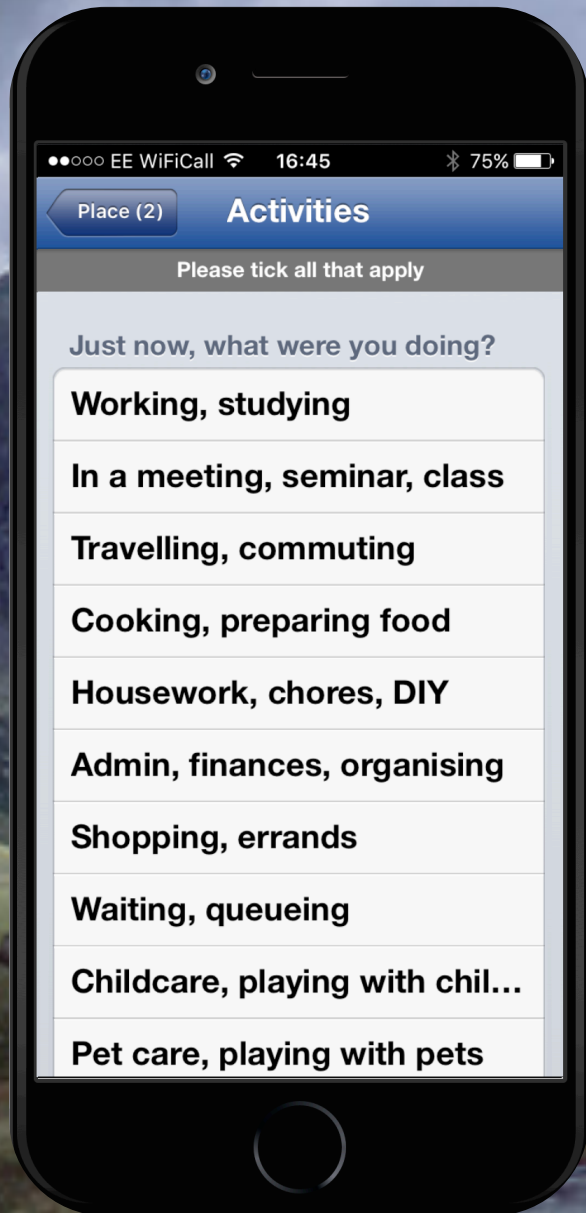 EE WiFiCall 16:45 75%
Place (2) Activities
Please tick all that apply
Just now, what were you doing?
Working, studying
In a meeting, seminar, class
Travelling, commuting
Cooking, preparing food
Housework, chores, DIY
Admin, finances, organising
Shopping, errands
Waiting, queueing
Childcare, playing with chil...
Pet care, playing with pets